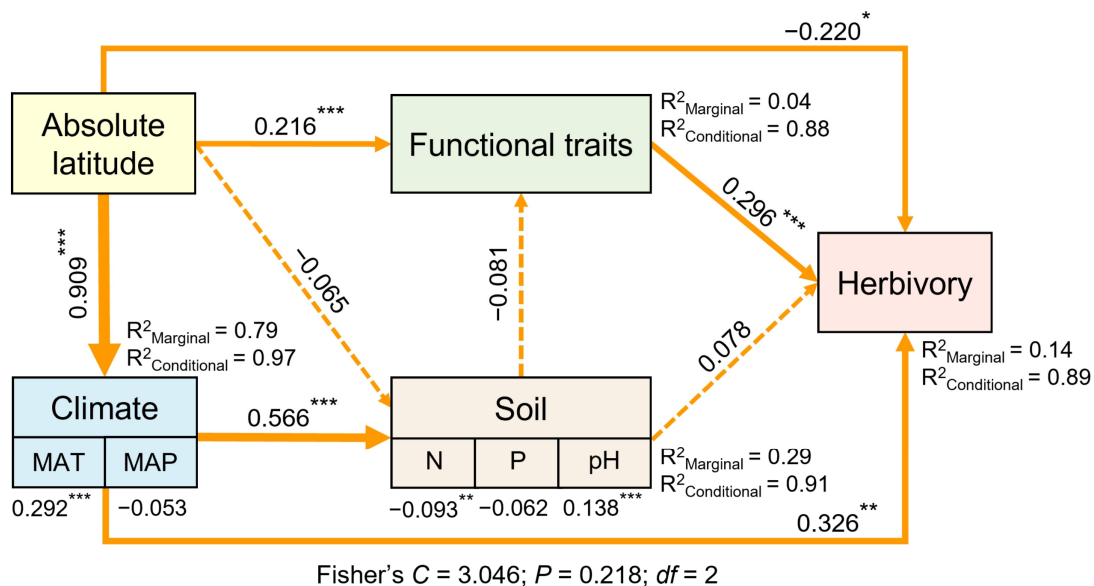 −0.220*
Absolute
latitude
0.216***
Functional traits
R²Marginal = 0.04
R²Conditional = 0.88
0.296***
Herbivory
R²Marginal = 0.14
R²Conditional = 0.89
0.909***
−0.065
−0.081
0.078
R²Marginal = 0.79
R²Conditional = 0.97
Climate
MAT MAP
0.292*** −0.053
0.566***
Soil
N P pH
−0.093** −0.062 0.138***
R²Marginal = 0.29
R²Conditional = 0.91
0.326**
Fisher's C = 3.046; P = 0.218; df = 2